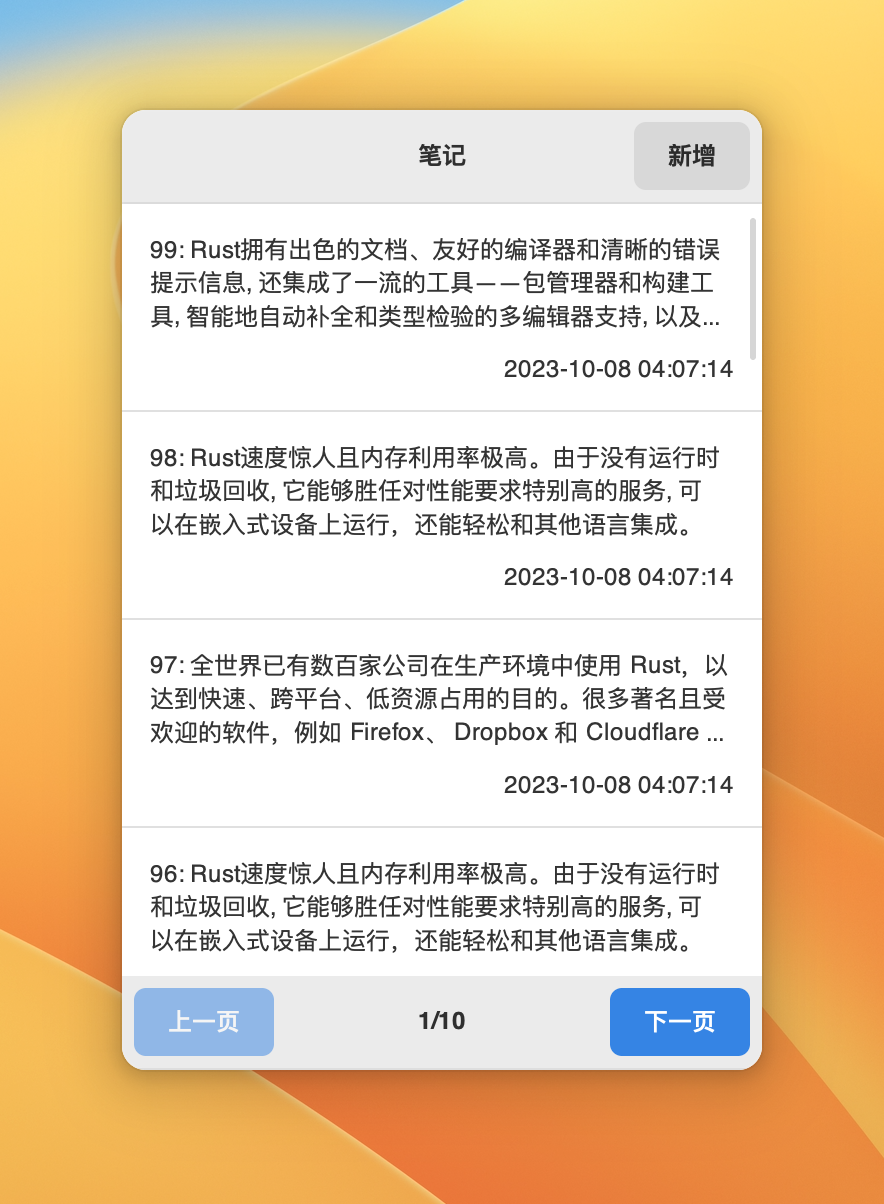 笔记
新增
99: Rust拥有出色的文档、友好的编译器和清晰的错误
提示信息, 还集成了一流的工具——包管理器和构建工
具, 智能地自动补全和类型检验的多编辑器支持, 以及...
2023-10-08 04:07:14
98: Rust速度惊人且内存利用率极高。由于没有运行时
和垃圾回收, 它能够胜任对性能要求特别高的服务, 可
以在嵌入式设备上运行，还能轻松和其他语言集成。
2023-10-08 04:07:14
97: 全世界已有数百家公司在生产环境中使用 Rust，以
达到快速、跨平台、低资源占用的目的。很多著名且受
欢迎的软件，例如 Firefox、 Dropbox 和 Cloudflare ...
2023-10-08 04:07:14
96: Rust速度惊人且内存利用率极高。由于没有运行时
和垃圾回收, 它能够胜任对性能要求特别高的服务, 可
以在嵌入式设备上运行，还能轻松和其他语言集成。
上一页
1/10
下一页